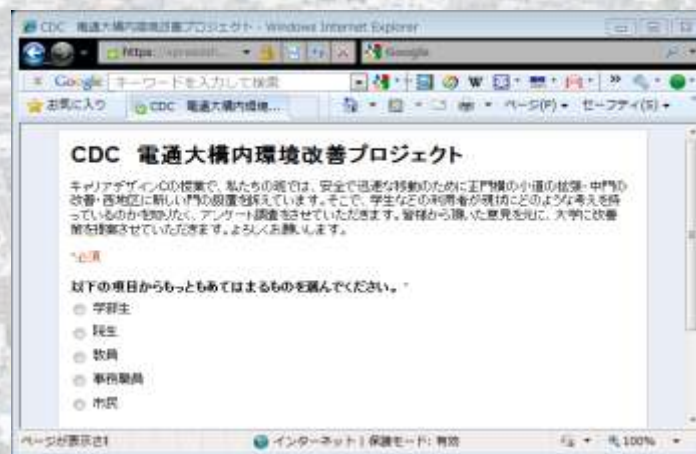 CDC 電通大構内環境改善プロジェクト - Windows Internet Explorer
https
Google
Google キーワードを入力して検索
お気に入り CDC 電通大構内環境... ページ(P) セーフティ(S)
CDC 電通大構内環境改善プロジェクト
キャリアデザインCの授業で、私たちの班では、安全で迅速な移動のために正門横の小道の拡張・中門の
改善・西地区に新しい門の設置を訴えています。そこで、学生などの利用者が現状にどのような考えを持
っているのかを知りたく、アンケート調査をさせていただきます。皆様から頂いた意見を元に、大学に改善
策を提案させていただきます。よろしくお願いします。
*必須
以下の項目からもっともあてはまるものを選んでください。 *
学部生
院生
教員
事務職員
市民
ページが表示され インターネット | 保護モード: 有効 100%